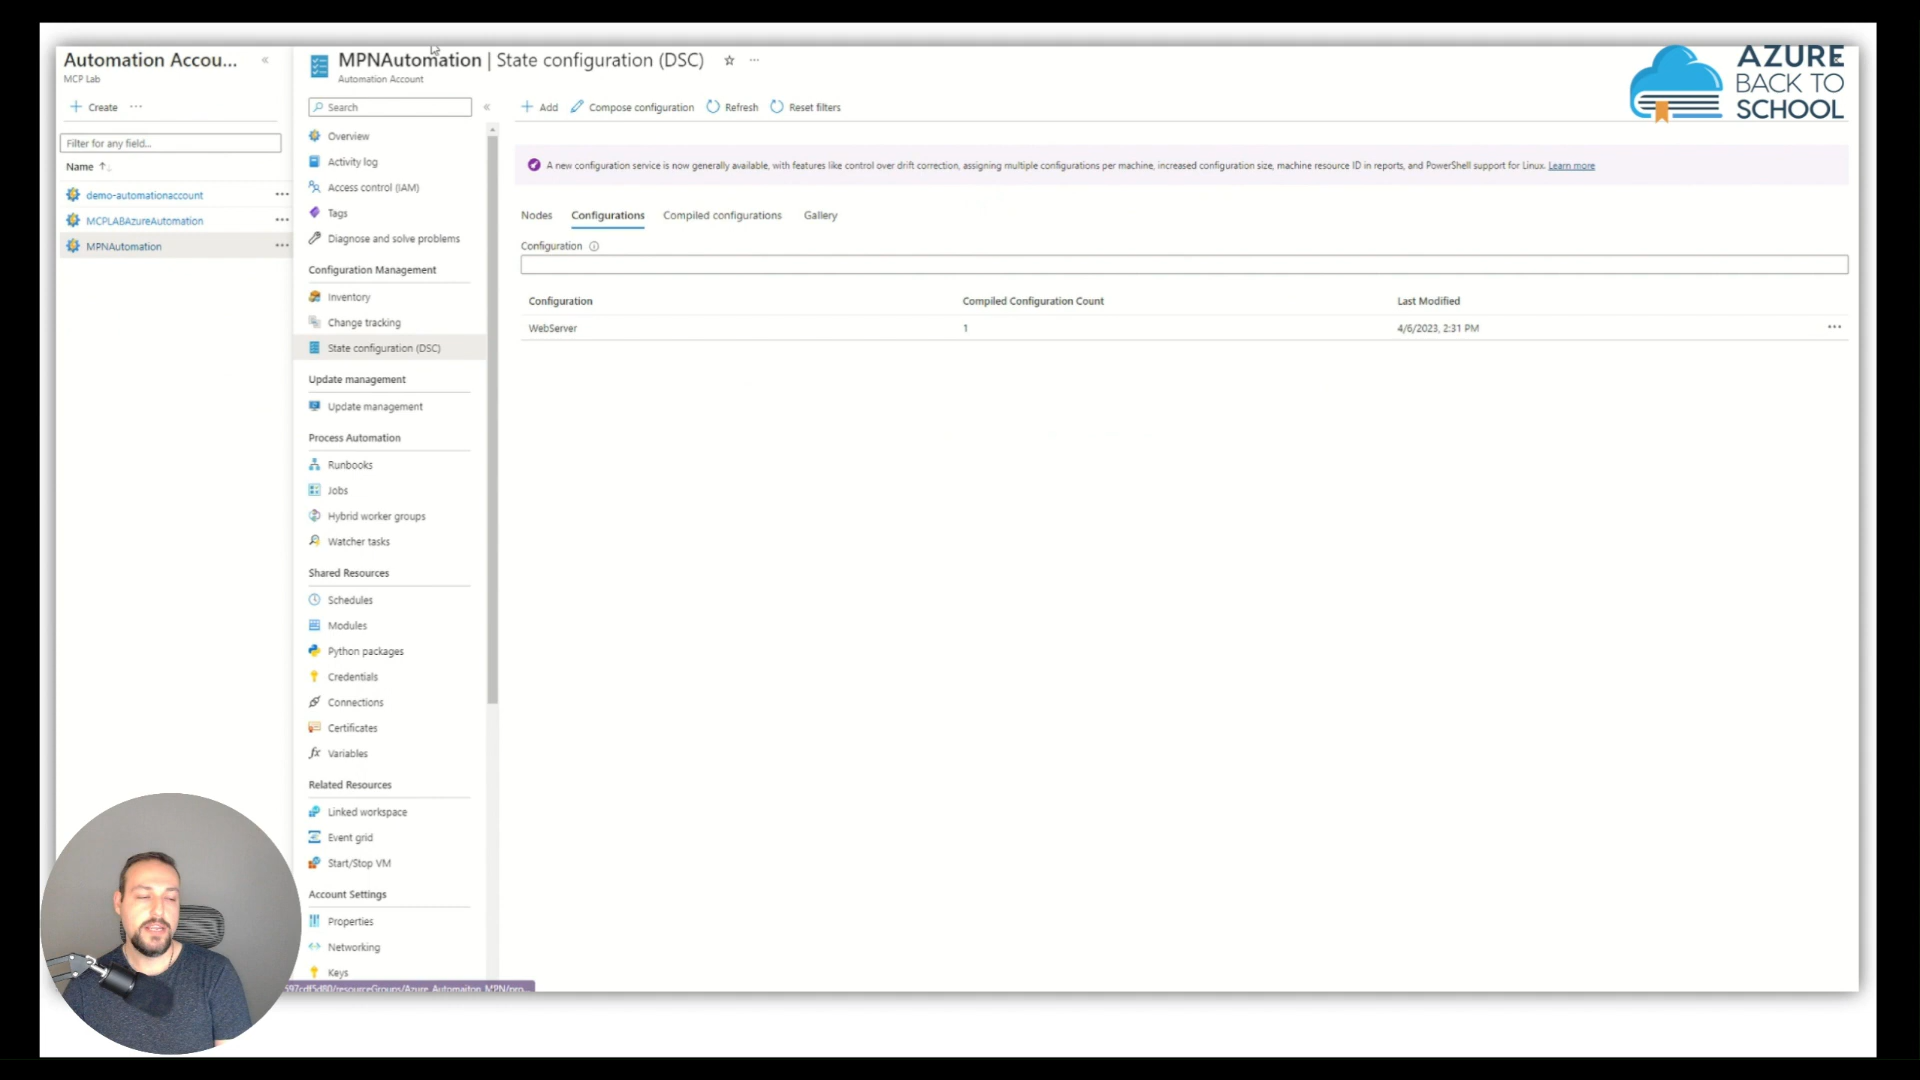 Automation Accou...
MCP Lab
Create
Filter for any field...
Name
demo-automationaccount
MCPLABAzureAutomation
MPNAutomation
MPNAutomation | State configuration (DSC)
Automation Account
Search
Overview
Activity log
Access control (IAM)
Tags
Diagnose and solve problems
Configuration Management
Inventory
Change tracking
State configuration (DSC)
Update management
Update management
Process Automation
Runbooks
Jobs
Hybrid worker groups
Watcher tasks
Shared Resources
Schedules
Modules
Python packages
Credentials
Connections
Certificates
Variables
Related Resources
Linked workspace
Event grid
Start/Stop VM
Account Settings
Properties
Networking
Keys
Add
Compose configuration
Refresh
Reset filters
A new configuration service is now generally available, with features like control over drift correction, assigning multiple configurations per machine, increased configuration size, machine resource ID in reports, and PowerShell support for Linux. Learn more
Nodes
Configurations
Compiled configurations
Gallery
Configuration
Configuration Compiled Configuration Count Last Modified
WebServer 1 4/6/2023, 2:31 PM
AZURE
BACK TO
SCHOOL
597cdf5d80/resourceGroups/Azure_Automaiton_MPN/pro...